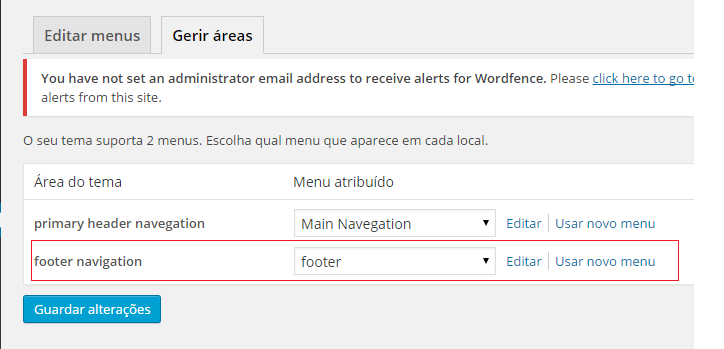 Editar menus Gerir áreas
You have not set an administrator email address to receive alerts for Wordfence. Please click here to go t
alerts from this site.
O seu tema suporta 2 menus. Escolha qual menu que aparece em cada local.
Área do tema Menu atribuído
primary header navegation Main Navegation Editar Usar novo menu
footer navigation footer Editar Usar novo menu
Guardar alterações